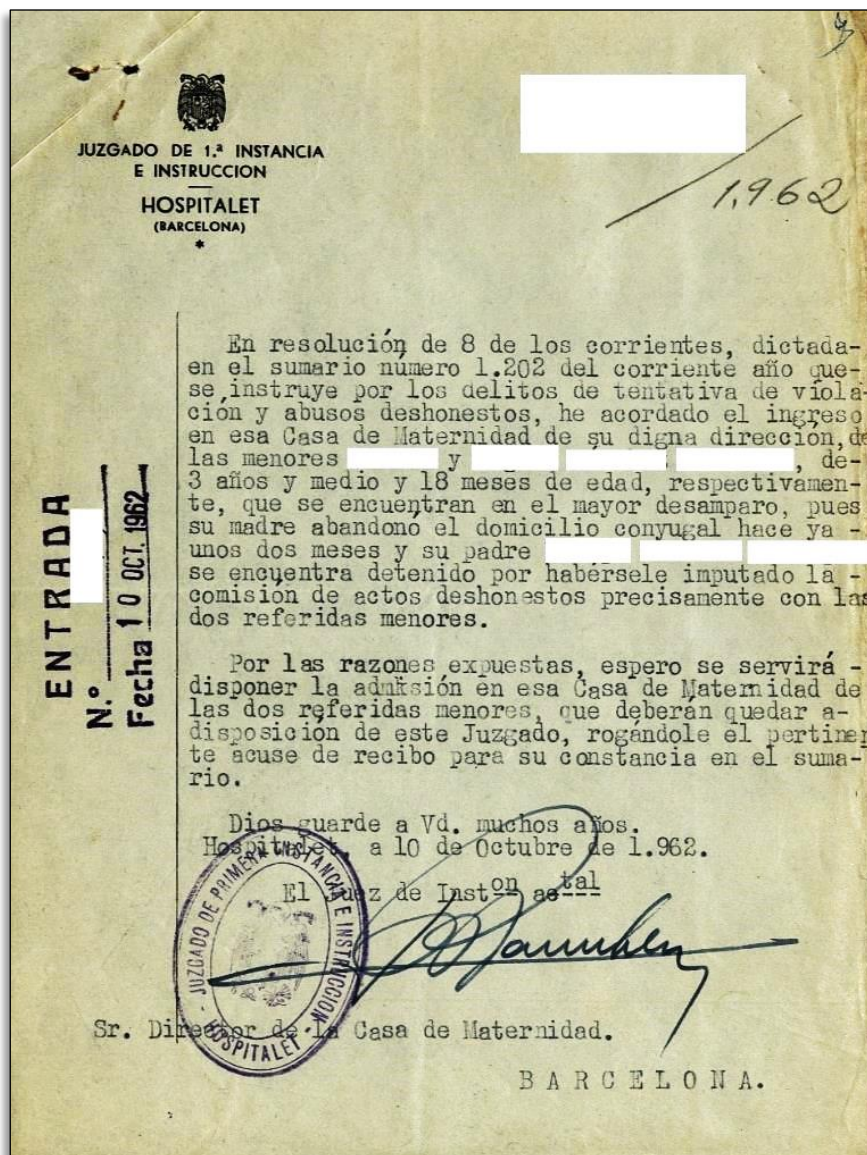 JUZGADO DE 1.ª INSTANCIA
E INSTRUCCION
HOSPITALET
(BARCELONA)
*
1.962
En resolución de 8 de los corrientes, dictada-
en el sumario número 1.202 del corriente año que-
se instruye por los delitos de tentativa de viola-
ción y abusos deshonestos, he acordado el ingreso
en esa Casa de Maternidad de su digna dirección, de
las menores y , de-
3 años y medio y 18 meses de edad, respectivamen-
te, que se encuentran en el mayor desamparo, pues
su madre abandonó el domicilio conyugal hace ya -
unos dos meses y su padre
se encuentra detenido por habérsele imputado la -
comisión de actos deshonestos precisamente con las
dos referidas menores.
Por las razones expuestas, espero se servirá -
disponer la admisión en esa Casa de Maternidad de
las dos referidas menores, que deberán quedar a-
disposición de este Juzgado, rogándole el pertinen
te acuse de recibo para su constancia en el suma-
rio.
Dios guarde a Vd. muchos años.
Hospitalet, a 10 de Octubre de 1.962.
El Juez de Inston actal
Sr. Director de la Casa de Maternidad.
BARCELONA.
ENTRADA
N.º
Fecha 10 OCT. 1962
JUZGADO DE PRIMERA INSTANCIA E INSTRUCCION
- HOSPITALET -